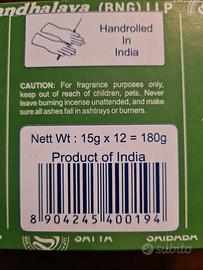 andhalaya (BNG) LLP
Handrolled
In
India
CAUTION: For fragrance purposes only,
keep out of reach of children, pets. Never
leave burning incense unattended, and make
sure all ashes fall in ashtrays or burners.
Nett Wt : 15g x 12 = 180g
Product of India
8 904245 400194
SATYA SAIBABA
subito